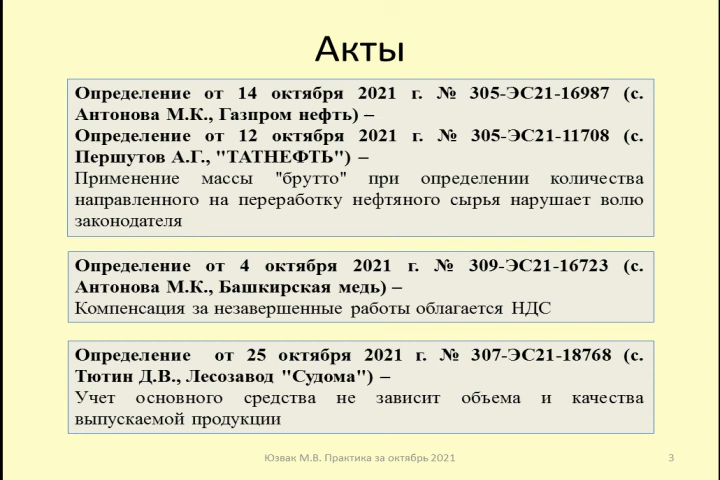 Акты
Определение от 14 октября 2021 г. № 305-ЭС21-16987 (с.
Антонова М.К., Газпром нефть) –
Определение от 12 октября 2021 г. № 305-ЭС21-11708 (с.
Першутов А.Г., "ТАТНЕФТЬ") –
Применение массы "брутто" при определении количества
направленного на переработку нефтяного сырья нарушает волю
законодателя
Определение от 4 октября 2021 г. № 309-ЭС21-16723 (с.
Антонова М.К., Башкирская медь) –
Компенсация за незавершенные работы облагается НДС
Определение от 25 октября 2021 г. № 307-ЭС21-18768 (с.
Тютин Д.В., Лесозавод "Судома") –
Учет основного средства не зависит объема и качества
выпускаемой продукции
Юзвак М.В. Практика за октябрь 2021
3